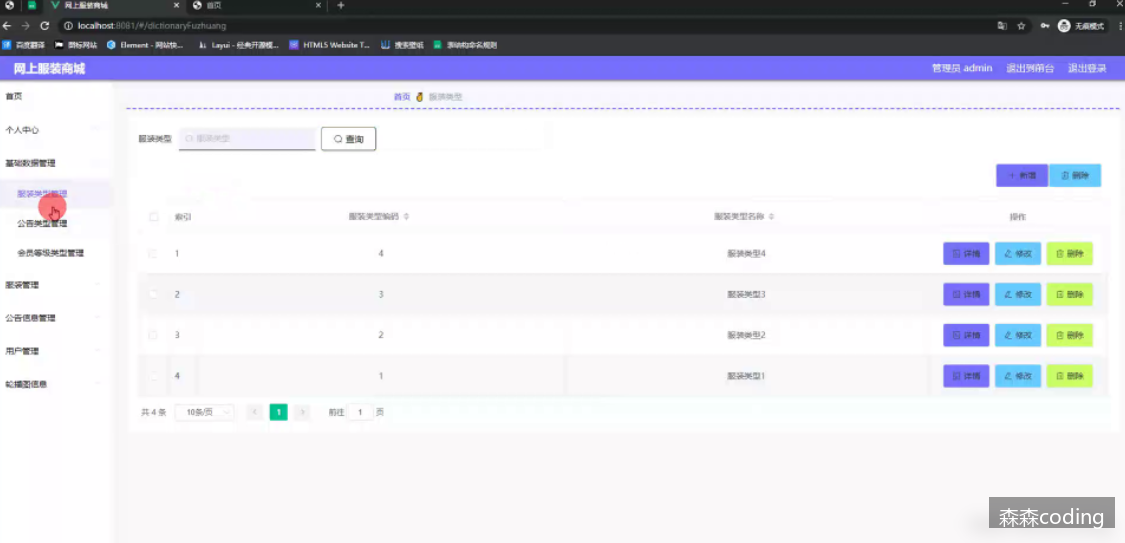 网上服装商城
首页
localhost:8081/#/dictionaryFuzhuang
无痕模式
百度翻译
图标网站
Element - 网站快...
Layui - 经典开源模...
HTML5 Website T...
搜索壁纸
网上服装商城
管理员 admin
退出到前台
退出登录
首页
个人中心
基础数据管理
服装类型管理
公告类型管理
会员等级类型管理
服装管理
公告信息管理
用户管理
轮播图信息
首页 服装类型
服装类型 服装类型 查询
+ 新增 删除
索引 服装类型编码 服装类型名称 操作
1 4 服装类型4 详情 修改 删除
2 3 服装类型3 详情 修改 删除
3 2 服装类型2 详情 修改 删除
4 1 服装类型1 详情 修改 删除
共 4 条 10条/页 < 1 > 前往 1 页
森森coding